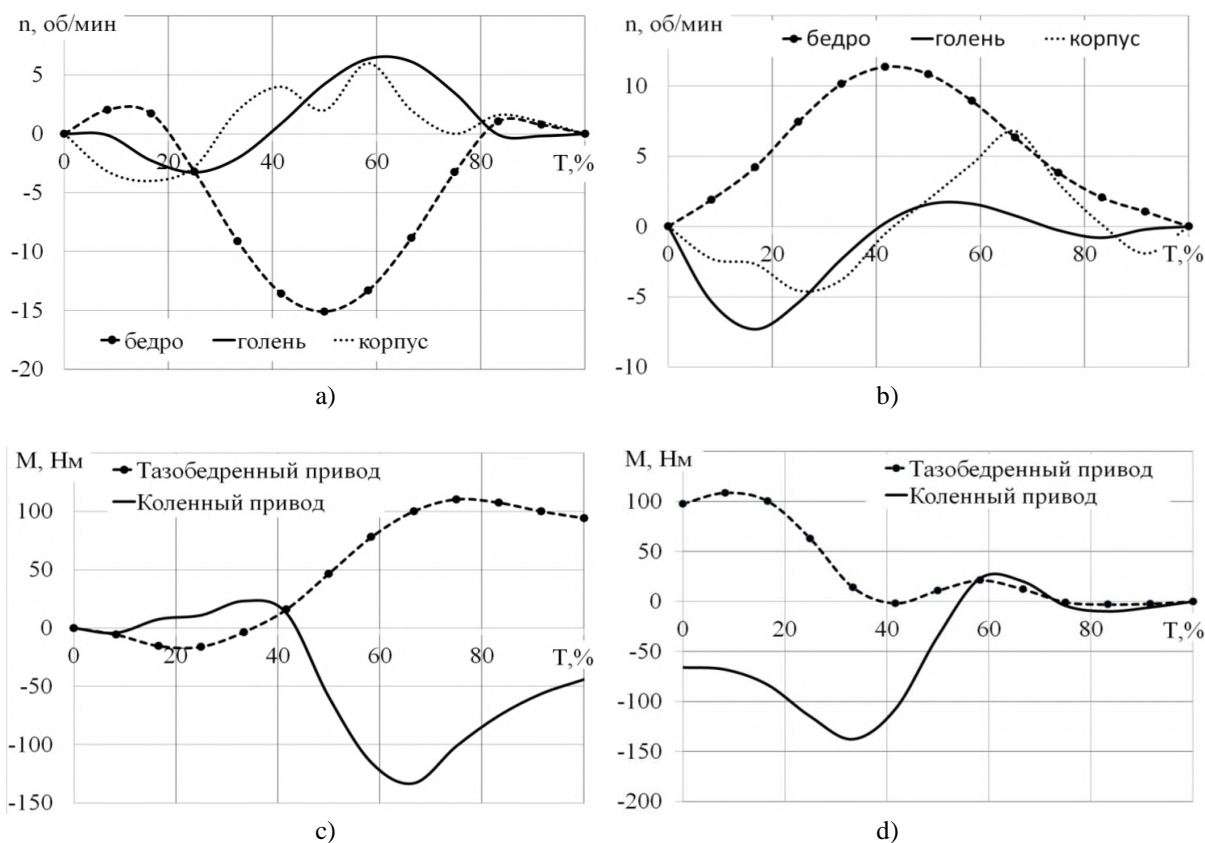 n, об/мин
5
0
0
20
40
60
80
T,%
-5
-10
-15
бедро голень корпус
-20
a)
n, об/мин
бедро голень корпус
10
5
0
0
20
40
60
80
T,%
-5
-10
b)
M, Нм
Тазобедренный привод
Коленный привод
100
50
0
0
20
40
60
80
T,%
-50
-100
-150
c)
M, Нм
Тазобедренный привод
Коленный привод
100
50
0
0
20
40
60
80
T,%
-50
-100
-150
-200
d)